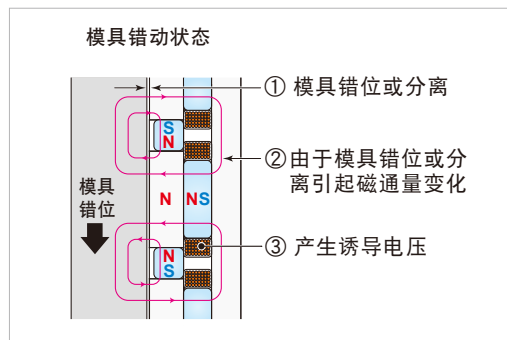 模具错动状态
① 模具错位或分离
S
N
②由于模具错位或分
离引起磁通量变化
模具
错位
N
NS
③ 产生诱导电压
N
S